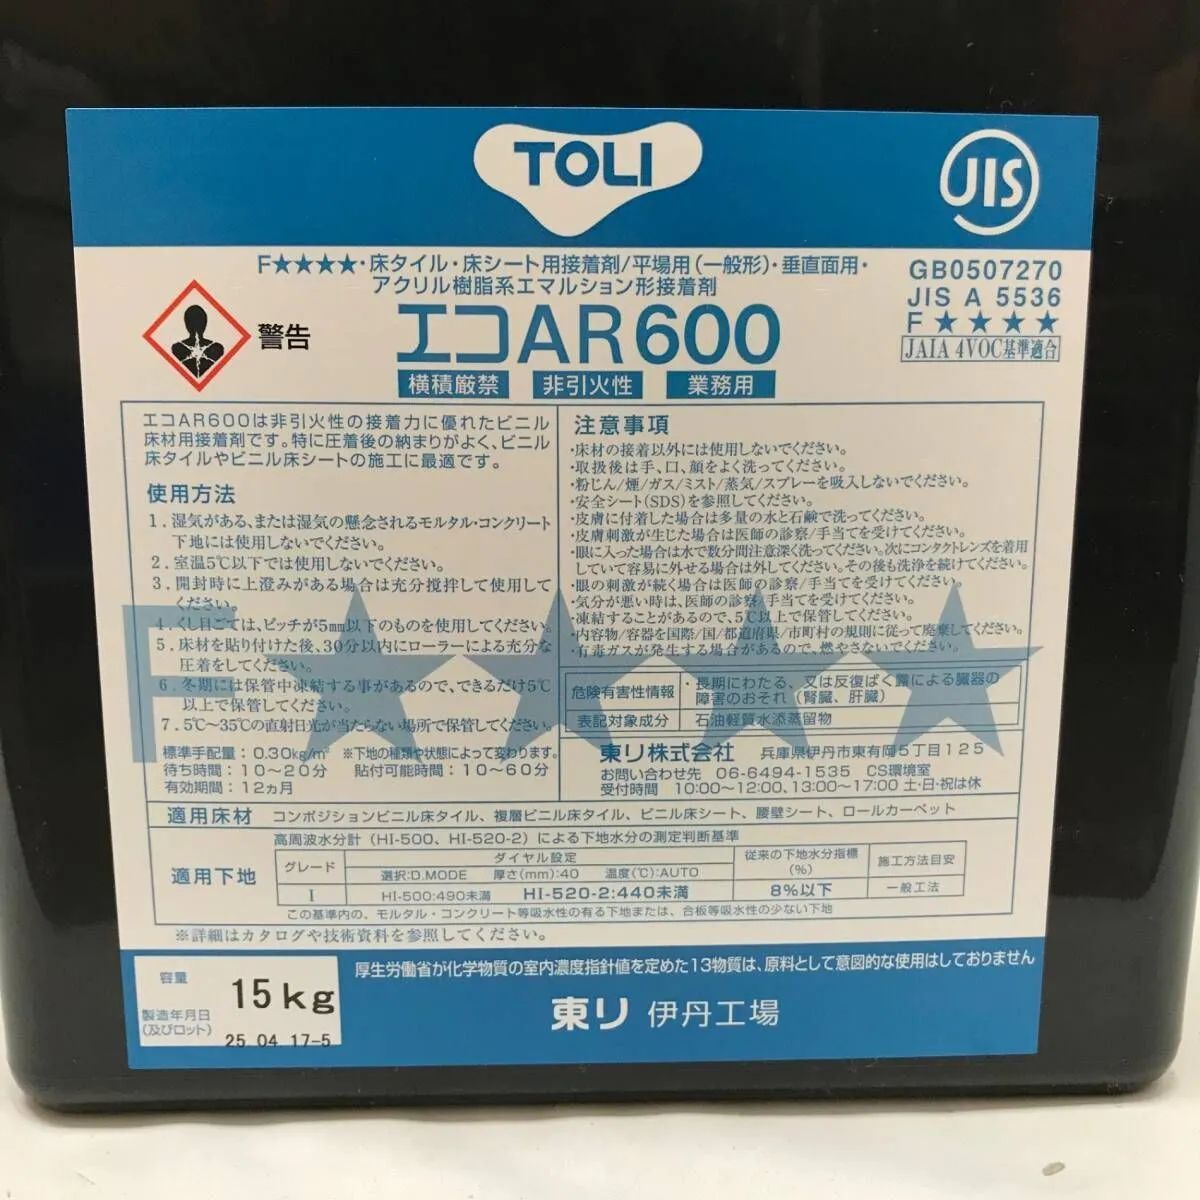 TOLI
JIS
F★★★★・床タイル・床シート用接着剤/平場用(一般形)・垂直面用・
アクリル樹脂系エマルション形接着剤
GB0507270
JIS A 5536
F★★★★
JAIA 4VOC基準適合
警告
エコAR600
横積厳禁 非引火性 業務用
エコAR600は非引火性の接着力に優れたビニル
床材用接着剤です。特に圧着後の納まりがよく、ビニル
床タイルやビニル床シートの施工に最適です。
使用方法
1. 湿気がある、または湿気の懸念されるモルタル・コンクリート
下地には使用しないでください。
2. 室温5℃以下では使用しないでください。
3. 開封時に上澄みがある場合は充分撹拌して使用して
ください。
4. くし目ごては、ピッチが5mm以下のものを使用してください。
5. 床材を貼り付けた後、30分以内にローラーによる充分な
圧着をしてください。
6. 冬期には保管中凍結する事があるので、できるだけ5℃
以上で保管してください。
7. 5℃〜35℃の直射日光が当たらない場所で保管してください。
標準手配量:0.30kg/㎡ ※下地の種類や状態によって変わります。
待ち時間:10〜20分 貼付可能時間:10〜60分
有効期間:12ヵ月
注意事項
・床材の接着以外には使用しないでください。
・取扱後は手、口、顔をよく洗ってください。
・粉じん/煙/ガス/ミスト/蒸気/スプレーを吸入しないでください。
・安全シート(SDS)を参照してください。
・皮膚に付着した場合は多量の水と石鹸で洗ってください。
・皮膚刺激が生じた場合は医師の診察/手当てを受けてください。
・眼に入った場合は水で数分間注意深く洗ってください。次にコンタクトレンズを着用
していて容易に外せる場合は外してください。その後も洗浄を続けてください。
・眼の刺激が続く場合は医師の診察/手当てを受けてください。
・気分が悪い時は、医師の診察/手当てを受けてください。
・凍結することがあるので、5℃以上で保管してください。
・内容物/容器を国際/国/都道府県/市町村の規則に従って廃棄してください。
・有毒ガスが発生する場合があるので、燃やさないでください。
F★★★★
危険有害性情報 ・長期にわたる、又は反復ばく露による臓器の
障害のおそれ(腎臓、肝臓)
表記対象成分 石油軽質水添蒸留物
東リ株式会社 兵庫県伊丹市東有岡5丁目125
お問い合わせ先 06-6494-1535 CS環境室
受付時間 10:00〜12:00、13:00〜17:00 土・日・祝は休
適用床材 コンポジションビニル床タイル、複層ビニル床タイル、ビニル床シート、腰壁シート、ロールカーペット
適用下地
高周波水分計(HI-500、HI-520-2)による下地水分の測定判断基準
グレード ダイヤル設定 従来の下地水分指標(%) 施工方法目安
選択:D.MODE 厚さ(mm):40 温度(℃):AUTO
I HI-500:490未満 HI-520-2:440未満 8%以下 一般工法
この基準内の、モルタル・コンクリート等吸水性の有る下地または、合板等吸水性の少ない下地
※詳細はカタログや技術資料を参照してください。
容量 15kg
製造年月日
(及びロット)
25.04.17-5
厚生労働省が化学物質の室内濃度指針値を定めた13物質は、原料として意図的な使用はしておりません
東リ 伊丹工場